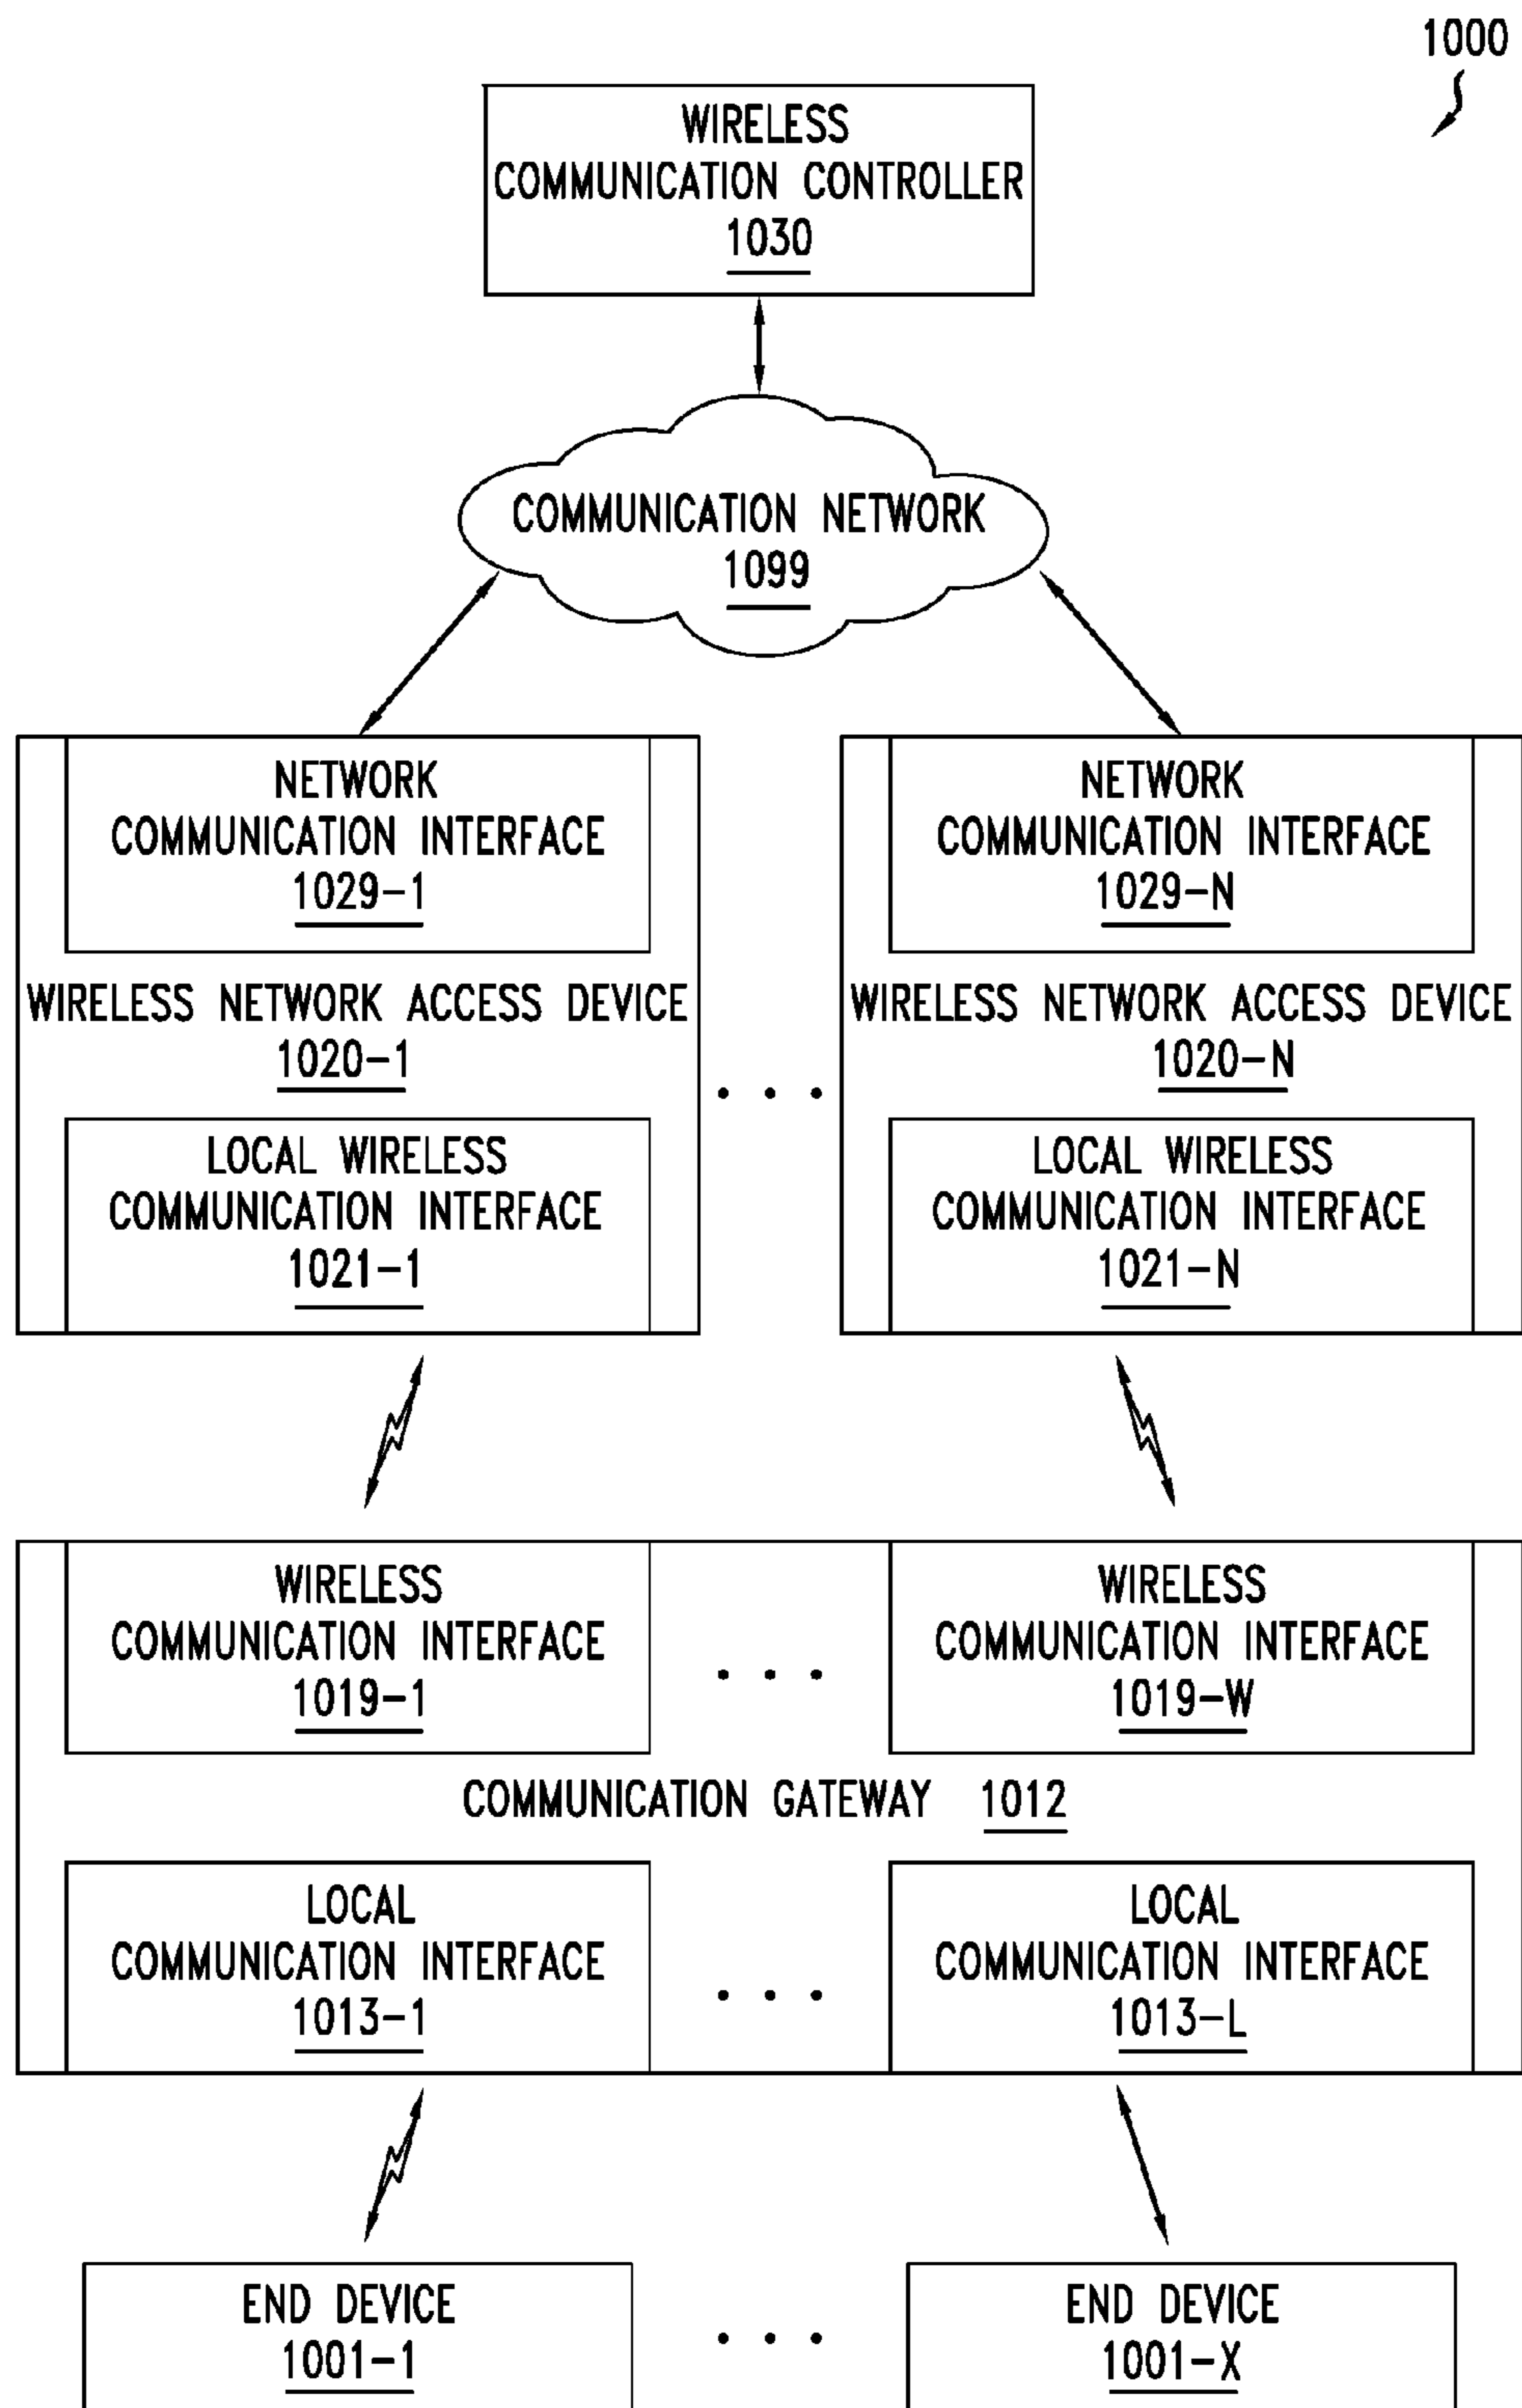 1000
WIRELESS
COMMUNICATION CONTROLLER
1030
COMMUNICATION NETWORK
1099
NETWORK
COMMUNICATION INTERFACE
1029-1
WIRELESS NETWORK ACCESS DEVICE
1020-1
LOCAL WIRELESS
COMMUNICATION INTERFACE
1021-1
. . .
NETWORK
COMMUNICATION INTERFACE
1029-N
WIRELESS NETWORK ACCESS DEVICE
1020-N
LOCAL WIRELESS
COMMUNICATION INTERFACE
1021-N
WIRELESS
COMMUNICATION INTERFACE
1019-1
. . .
WIRELESS
COMMUNICATION INTERFACE
1019-W
COMMUNICATION GATEWAY 1012
LOCAL
COMMUNICATION INTERFACE
1013-1
. . .
LOCAL
COMMUNICATION INTERFACE
1013-L
END DEVICE
1001-1
. . .
END DEVICE
1001-X